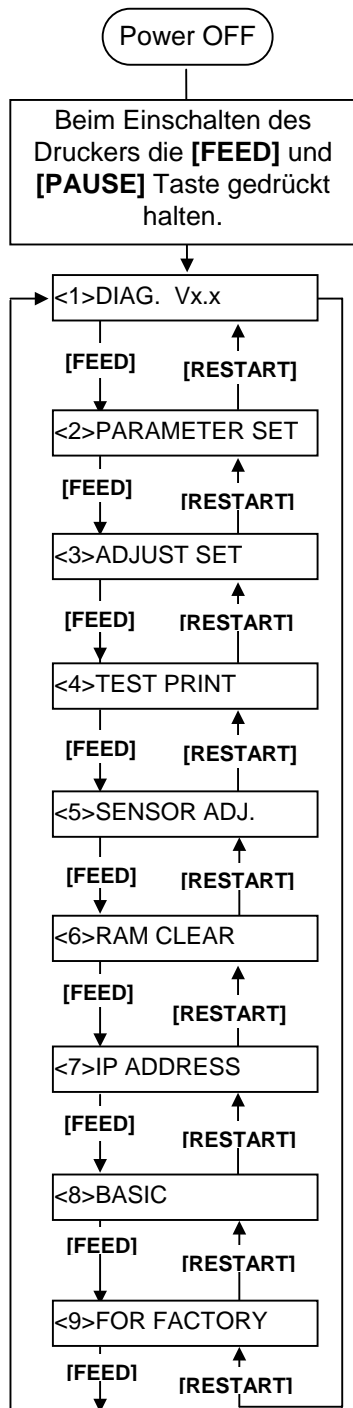 Power OFF
Beim Einschalten des
Druckers die [FEED] und
[PAUSE] Taste gedrückt
halten.
<1>DIAG. Vx.x
[FEED] [RESTART]
<2>PARAMETER SET
[FEED] [RESTART]
<3>ADJUST SET
[FEED] [RESTART]
<4>TEST PRINT
[FEED] [RESTART]
<5>SENSOR ADJ.
[FEED] [RESTART]
<6>RAM CLEAR
[FEED] [RESTART]
<7>IP ADDRESS
[FEED] [RESTART]
<8>BASIC
[FEED] [RESTART]
<9>FOR FACTORY
[FEED] [RESTART]